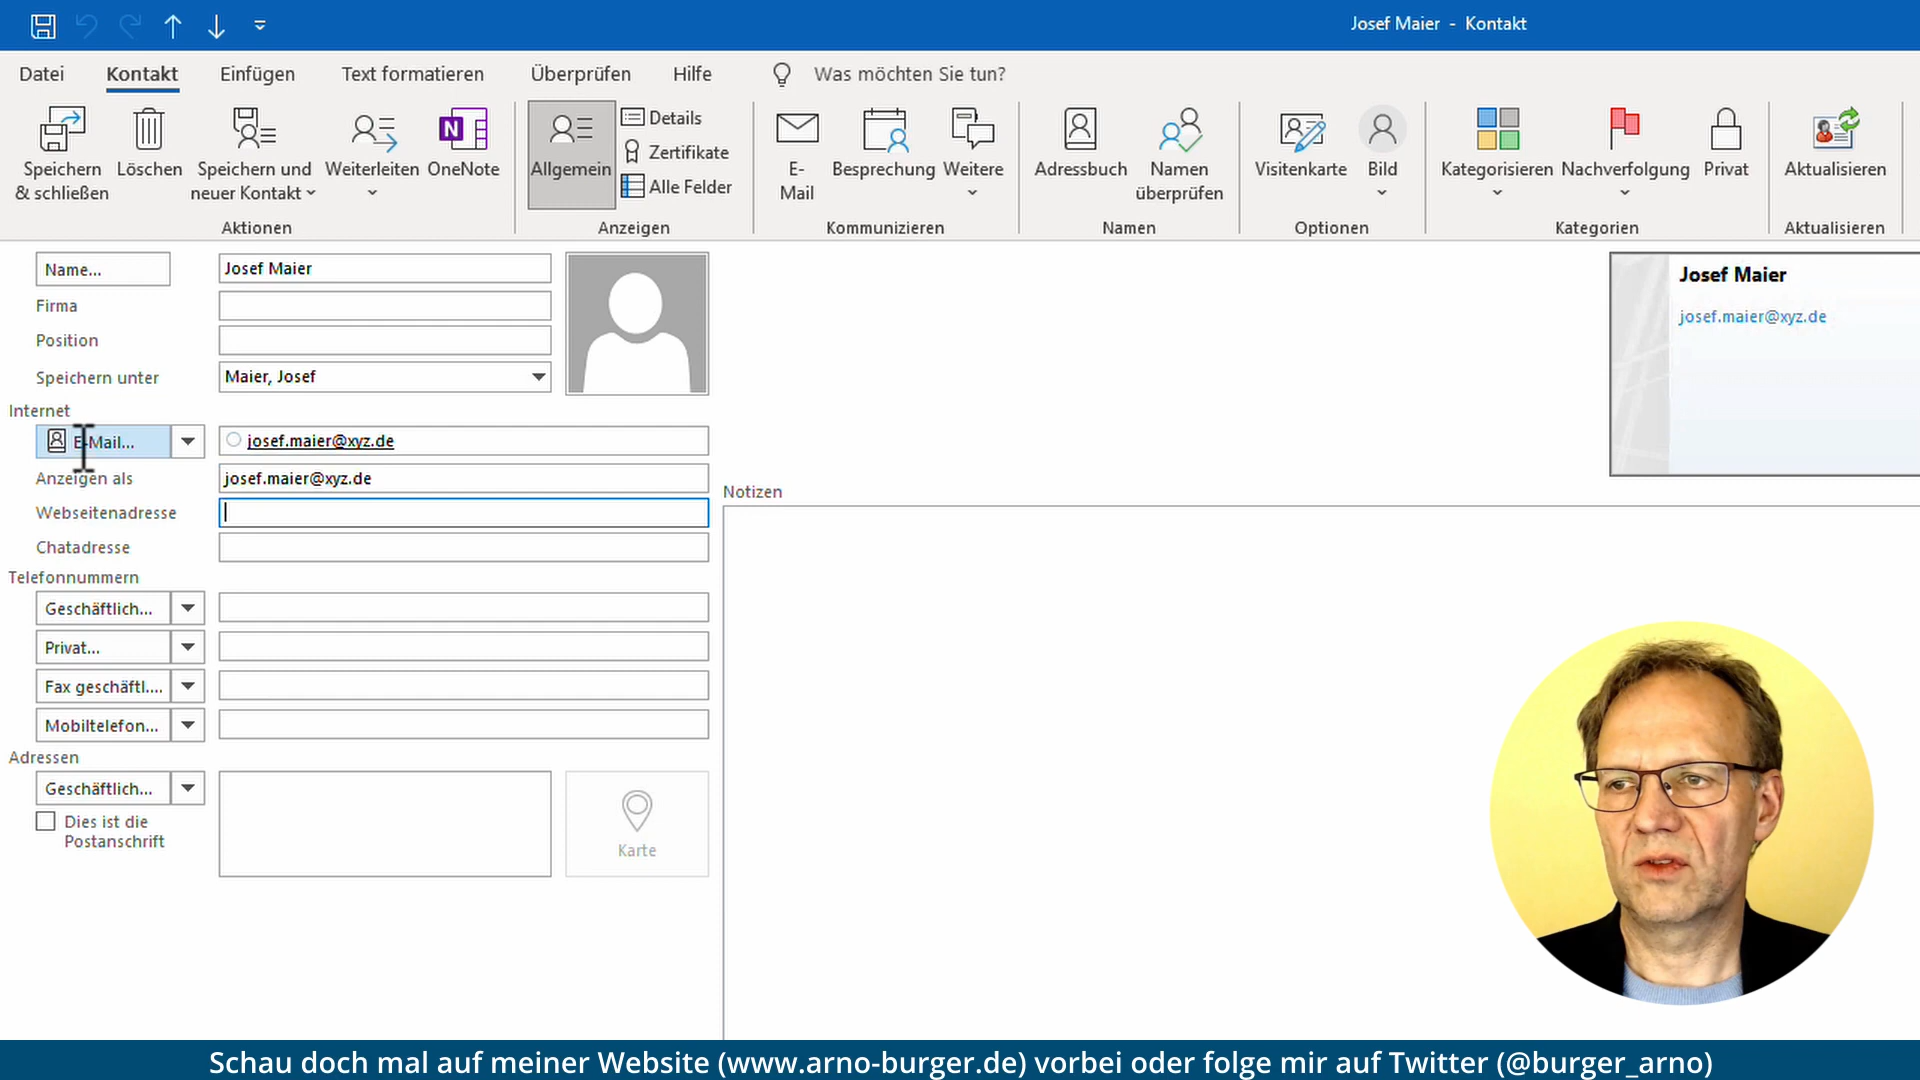 Josef Maier - Kontakt
Datei Kontakt Einfügen Text formatieren Überprüfen Hilfe Was möchten Sie tun?
Speichern & schließen
Löschen
Speichern und neuer Kontakt
Weiterleiten
OneNote
Aktionen
Allgemein
Details
Zertifikate
Alle Felder
Anzeigen
E-Mail
Besprechung
Weitere
Kommunizieren
Adressbuch
Namen überprüfen
Namen
Visitenkarte
Bild
Optionen
Kategorisieren
Nachverfolgung
Privat
Kategorien
Aktualisieren
Aktualisieren
Name... Josef Maier
Firma
Position
Speichern unter Maier, Josef
Internet
E-Mail... josef.maier@xyz.de
Anzeigen als josef.maier@xyz.de
Webseitenadresse
Chatadresse
Telefonnummern
Geschäftlich...
Privat...
Fax geschäftl....
Mobiltelefon...
Adressen
Geschäftlich...
Dies ist die
Postanschrift
Karte
Notizen
Josef Maier
josef.maier@xyz.de
Schau doch mal auf meiner Website (www.arno-burger.de) vorbei oder folge mir auf Twitter (@burger_arno)